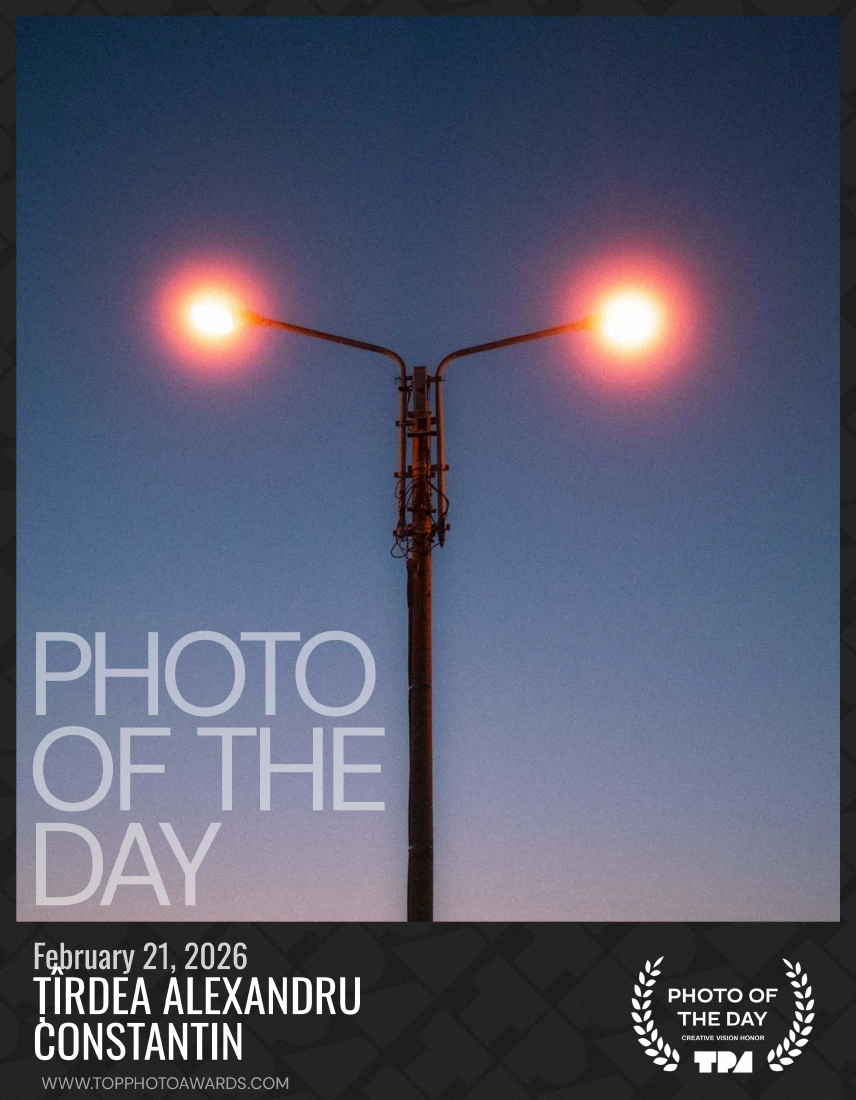 PHOTO
OF THE
DAY
February 21, 2026
ȚÎRDEA ALEXANDRU
CONSTANTIN
WWW.TOPPHOTOAWARDS.COM
PHOTO OF
THE DAY
CREATIVE VISION HONOR
TPA